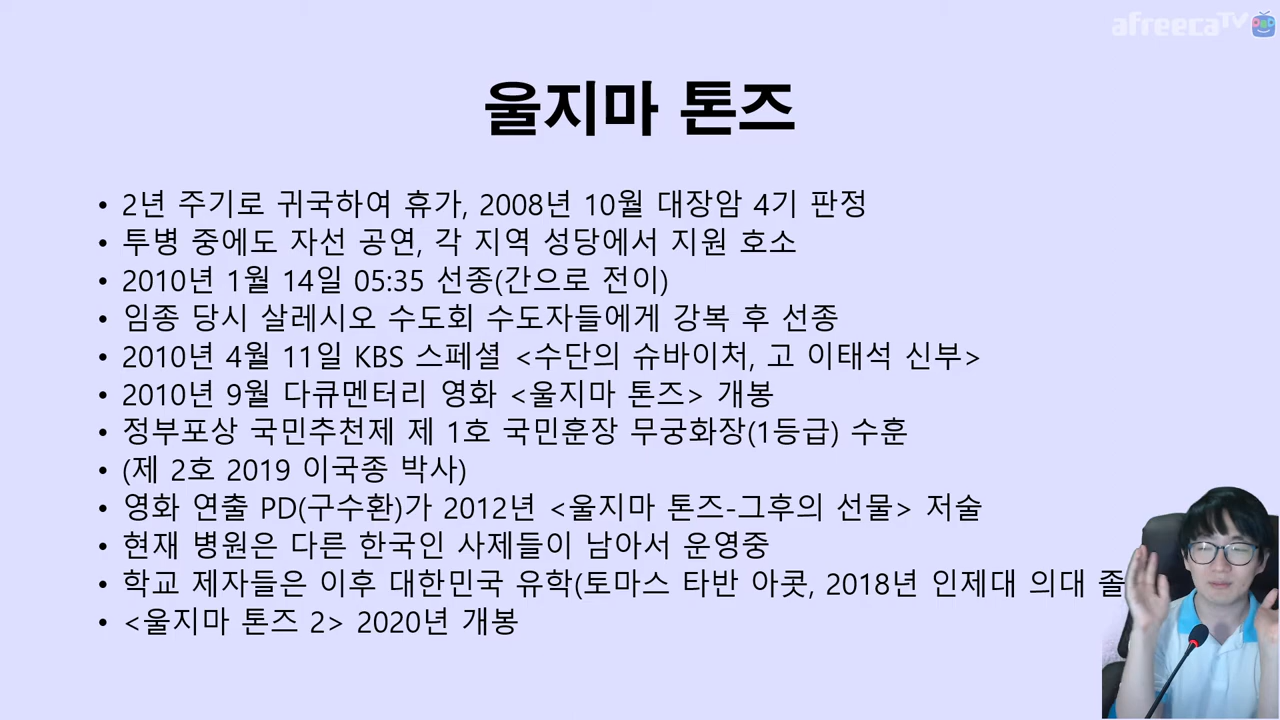 afreecaTV
울지마 톤즈
• 2년 주기로 귀국하여 휴가, 2008년 10월 대장암 4기 판정
• 투병 중에도 자선 공연, 각 지역 성당에서 지원 호소
• 2010년 1월 14일 05:35 선종(간으로 전이)
• 임종 당시 살레시오 수도회 수도자들에게 강복 후 선종
• 2010년 4월 11일 KBS 스페셜 <수단의 슈바이처, 고 이태석 신부>
• 2010년 9월 다큐멘터리 영화 <울지마 톤즈> 개봉
• 정부포상 국민추천제 제 1호 국민훈장 무궁화장(1등급) 수훈
• (제 2호 2019 이국종 박사)
• 영화 연출 PD(구수환)가 2012년 <울지마 톤즈-그후의 선물> 저술
• 현재 병원은 다른 한국인 사제들이 남아서 운영중
• 학교 제자들은 이후 대한민국 유학(토마스 타반 아콧, 2018년 인제대 의대 졸
• <울지마 톤즈 2> 2020년 개봉